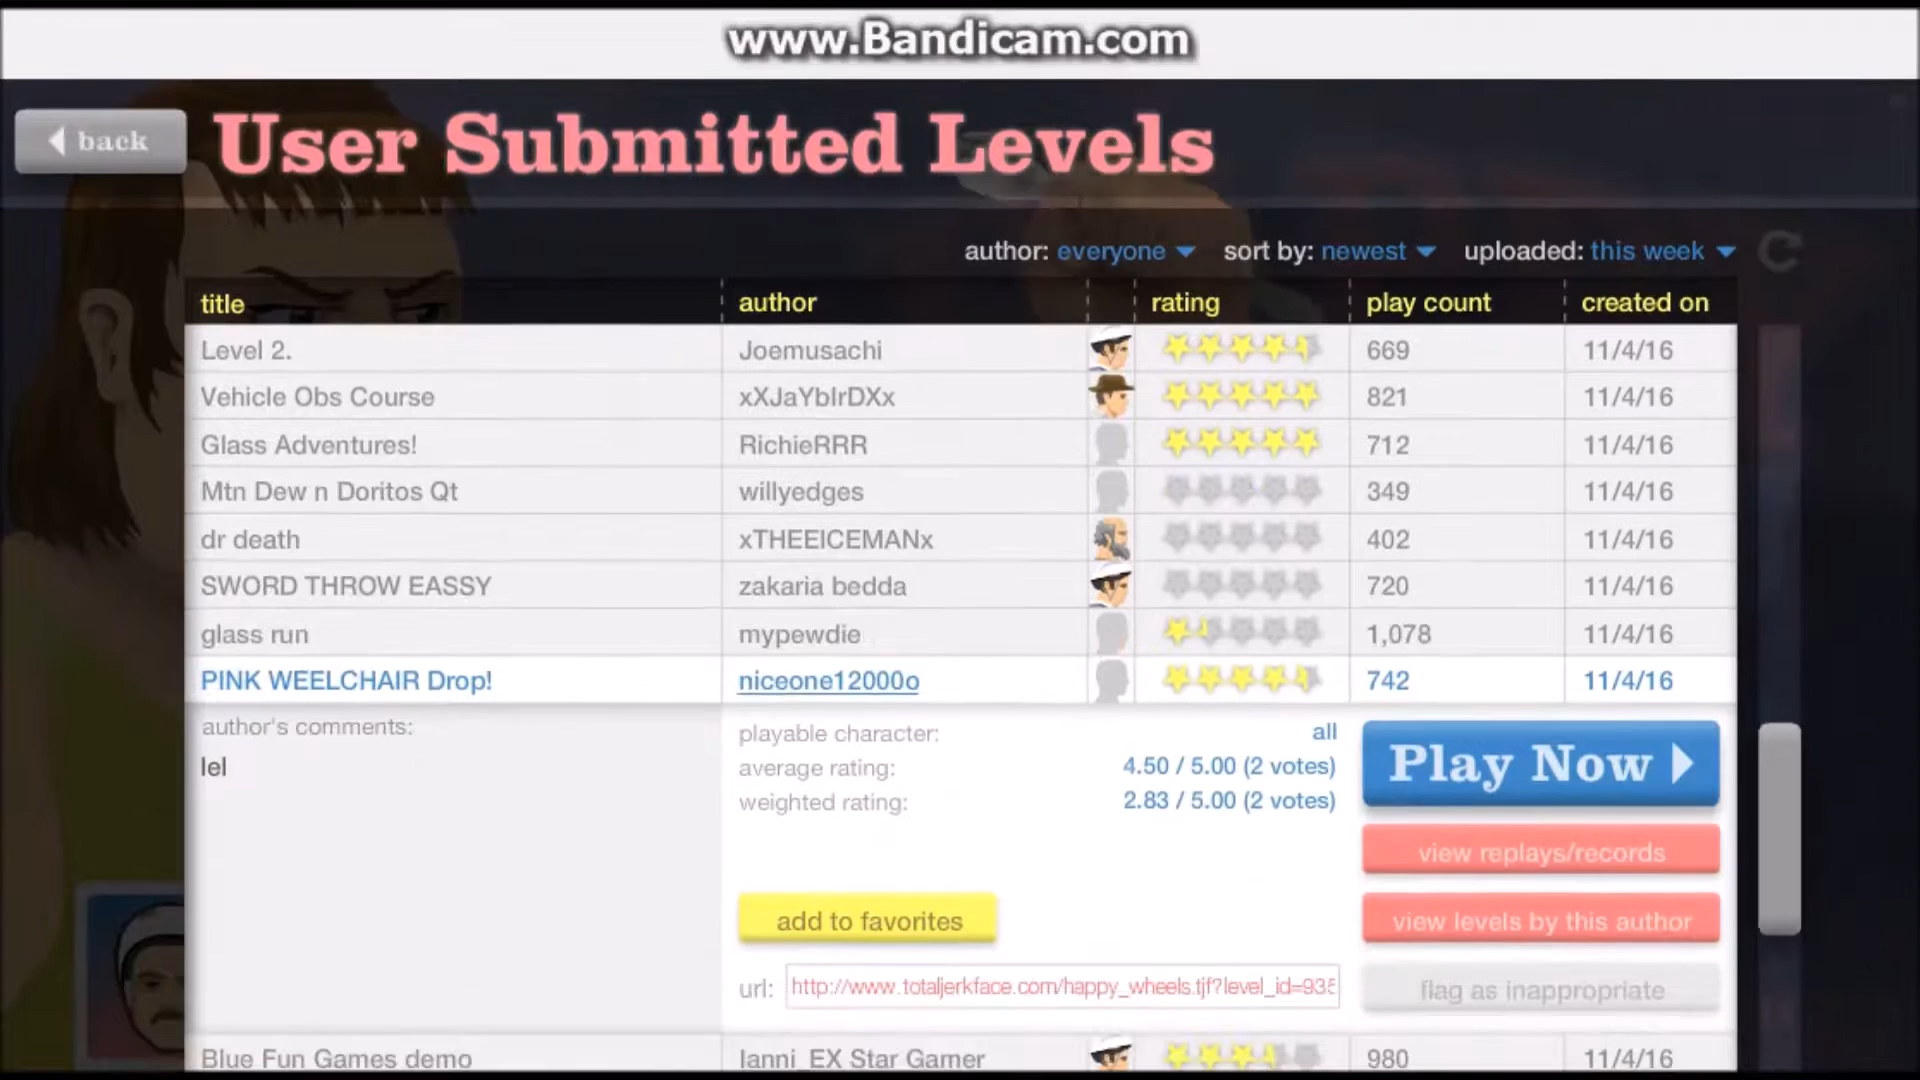 www.Bandicam.com
back
User Submitted Levels
author: everyone sort by: newest uploaded: this week
title author rating play count created on
Level 2. Joemusachi 669 11/4/16
Vehicle Obs Course xXJaYbIrDXx 821 11/4/16
Glass Adventures! RichieRRR 712 11/4/16
Mtn Dew n Doritos Qt willyedges 349 11/4/16
dr death xTHEEICEMANx 402 11/4/16
SWORD THROW EASSY zakaria bedda 720 11/4/16
glass run mypewdie 1,078 11/4/16
PINK WEELCHAIR Drop! niceone12000o 742 11/4/16
author's comments:
lel
playable character: all
average rating: 4.50 / 5.00 (2 votes)
weighted rating: 2.83 / 5.00 (2 votes)
Play Now
view replays/records
add to favorites
view levels by this author
url: http://www.totaljerkface.com/happy_wheels.tjf?level_id=938
flag as inappropriate
Blue Fun Games demo Ianni_EX Star Gamer 980 11/4/16